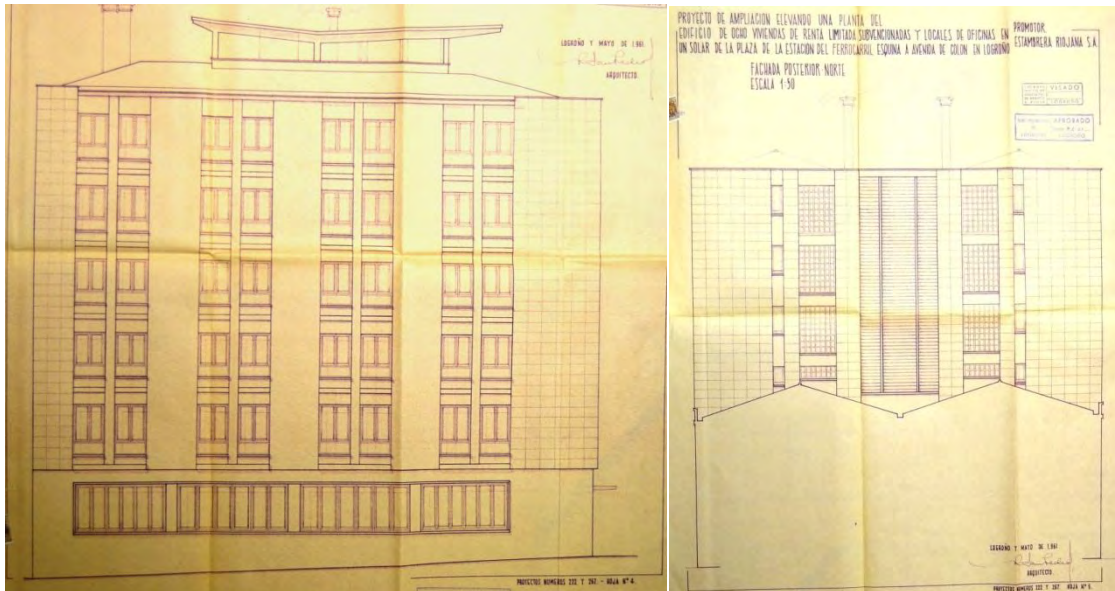 LOGROÑO Y MAYO DE 1.961.
ARQUITECTO.
PROYECTOS NUMEROS 232 Y 267. - HOJA Nº 4.
PROYECTO DE AMPLIACION ELEVANDO UNA PLANTA DEL
EDIFICIO DE OCHO VIVIENDAS DE RENTA LIMITADA SUBVENCIONADAS Y LOCALES DE OFICINAS EN
UN SOLAR DE LA PLAZA DE LA ESTACION DEL FERROCARRIL ESQUINA A AVENIDA DE COLON EN LOGROÑO
PROMOTOR.
ESTAMBRERA RIOJANA S.A.
FACHADA POSTERIOR-NORTE
ESCALA 1-50
VISADO
APROBADO
LOGROÑO Y MAYO DE 1.961
ARQUITECTO.
PROYECTOS NUMEROS 232 Y 267. HOJA Nº 5.